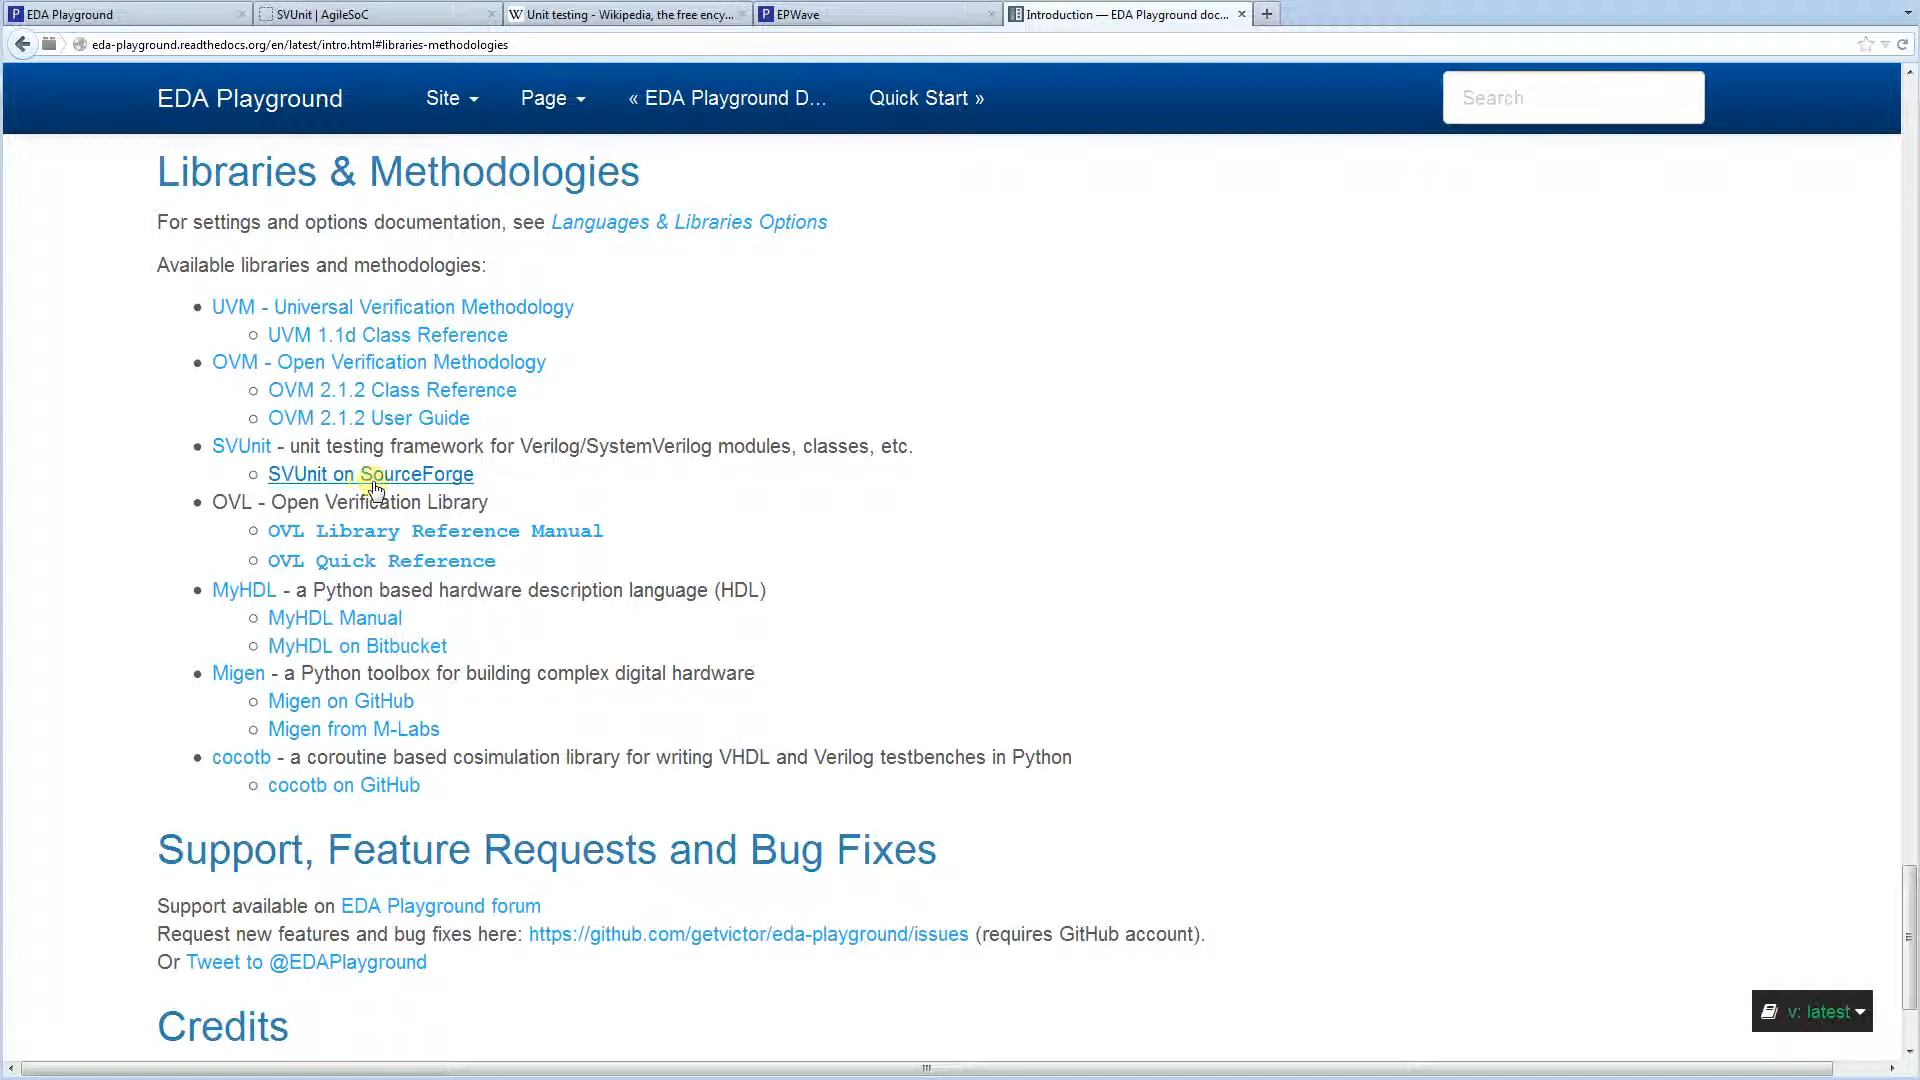 EDA Playground
SVUnit | AgileSoC
Unit testing - Wikipedia, the free ency...
EPWave
Introduction — EDA Playground doc...
eda-playground.readthedocs.org/en/latest/intro.html#libraries-methodologies
EDA Playground
Site
Page
« EDA Playground D...
Quick Start »
Search
Libraries & Methodologies
For settings and options documentation, see Languages & Libraries Options
Available libraries and methodologies:
UVM - Universal Verification Methodology
UVM 1.1d Class Reference
OVM - Open Verification Methodology
OVM 2.1.2 Class Reference
OVM 2.1.2 User Guide
SVUnit - unit testing framework for Verilog/SystemVerilog modules, classes, etc.
SVUnit on SourceForge
OVL - Open Verification Library
OVL Library Reference Manual
OVL Quick Reference
MyHDL - a Python based hardware description language (HDL)
MyHDL Manual
MyHDL on Bitbucket
Migen - a Python toolbox for building complex digital hardware
Migen on GitHub
Migen from M-Labs
cocotb - a coroutine based cosimulation library for writing VHDL and Verilog testbenches in Python
cocotb on GitHub
Support, Feature Requests and Bug Fixes
Support available on EDA Playground forum
Request new features and bug fixes here: https://github.com/getvictor/eda-playground/issues (requires GitHub account).
Or Tweet to @EDAPlayground
v: latest
Credits